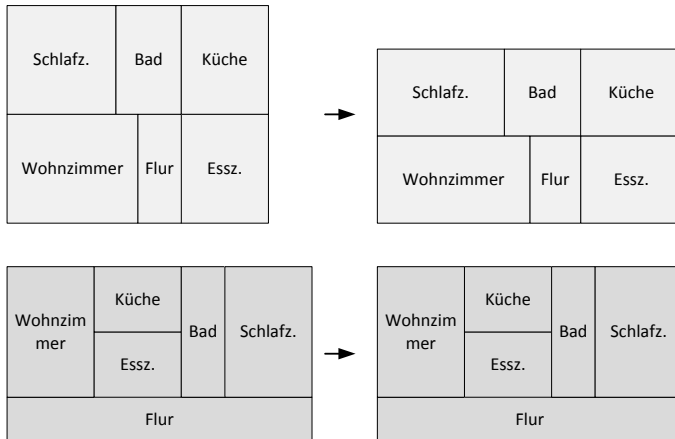 Schlafz. Bad Küche
Wohnzimmer Flur Essz.
Schlafz. Bad Küche
Wohnzimmer Flur Essz.
Wohnzim
mer
Küche
Essz.
Bad
Schlafz.
Flur
Wohnzim
mer
Küche
Essz.
Bad
Schlafz.
Flur